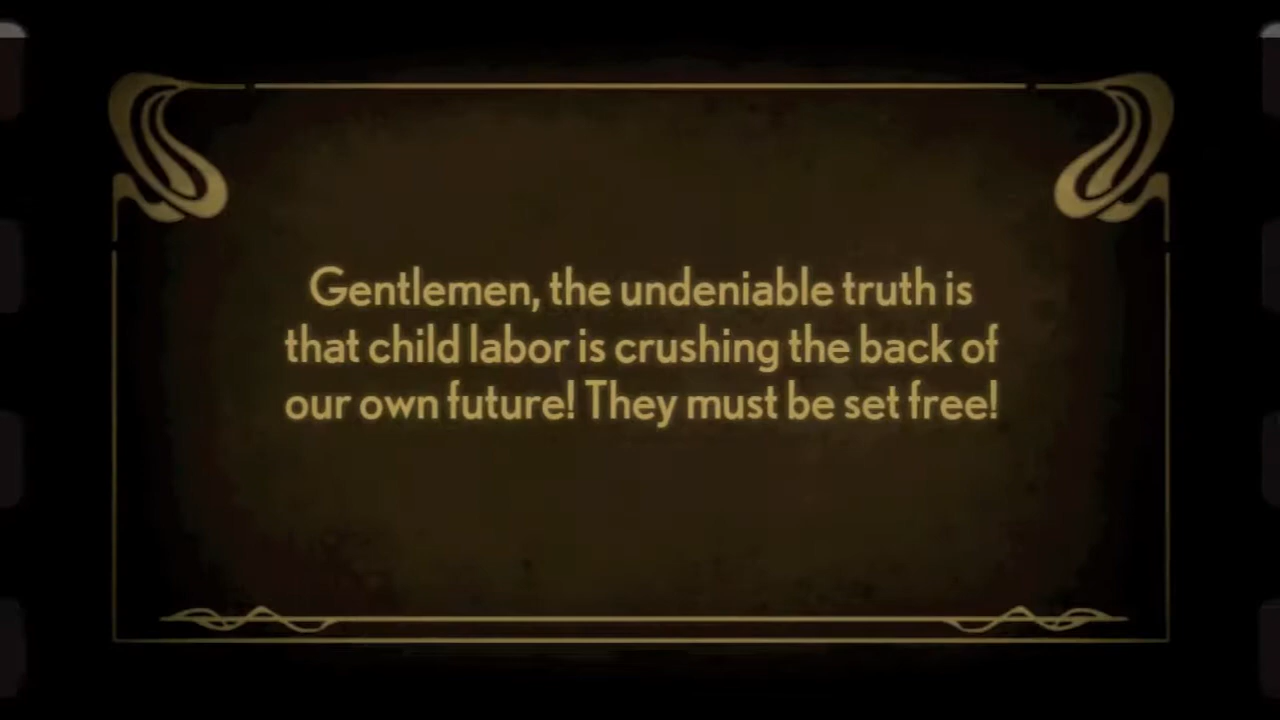 Gentlemen, the undeniable truth is
that child labor is crushing the back of
our own future! They must be set free!